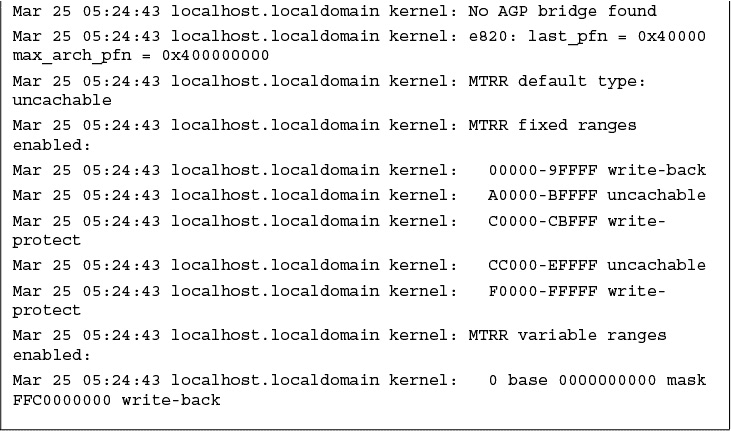 Mar 25 05:24:43 localhost.localdomain kernel: No AGP bridge found
Mar 25 05:24:43 localhost.localdomain kernel: e820: last_pfn = 0x40000
max_arch_pfn = 0x400000000
Mar 25 05:24:43 localhost.localdomain kernel: MTRR default type:
uncachable
Mar 25 05:24:43 localhost.localdomain kernel: MTRR fixed ranges
enabled:
Mar 25 05:24:43 localhost.localdomain kernel:   00000-9FFFF write-back
Mar 25 05:24:43 localhost.localdomain kernel:   A0000-BFFFF uncachable
Mar 25 05:24:43 localhost.localdomain kernel:   C0000-CBFFF write-
protect
Mar 25 05:24:43 localhost.localdomain kernel:   CC000-EFFFF uncachable
Mar 25 05:24:43 localhost.localdomain kernel:   F0000-FFFFF write-
protect
Mar 25 05:24:43 localhost.localdomain kernel: MTRR variable ranges
enabled:
Mar 25 05:24:43 localhost.localdomain kernel:   0 base 0000000000 mask
FFC0000000 write-back